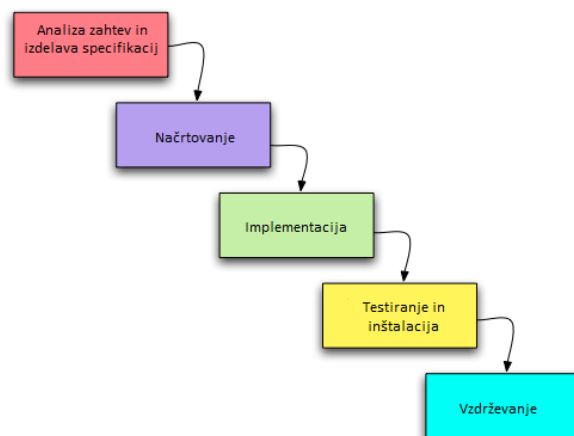 Analiza zahtev in
izdelava specifikacij
Načrtovanje
Implementacija
Testiranje in
inštalacija
Vzdrževanje